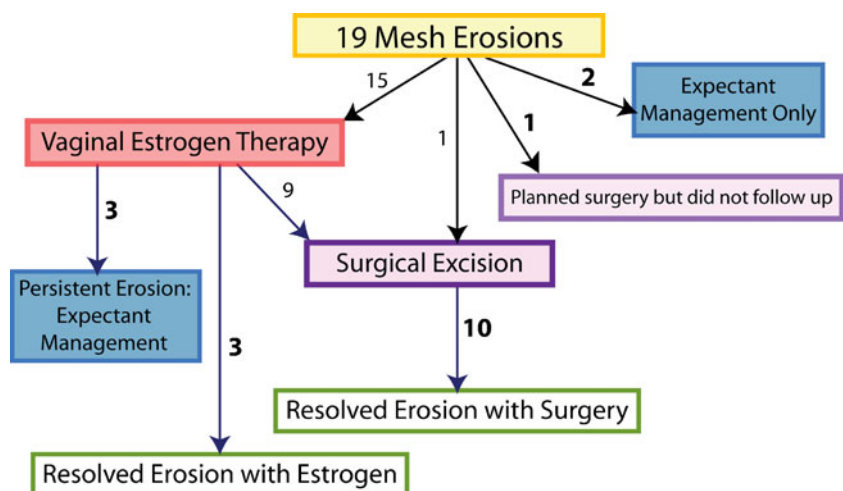 19 Mesh Erosions
15
2
Expectant
Management Only
Vaginal Estrogen Therapy
1
1
Planned surgery but did not follow up
3
9
Surgical Excision
Persistent Erosion:
Expectant
Management
3
10
Resolved Erosion with Surgery
Resolved Erosion with Estrogen